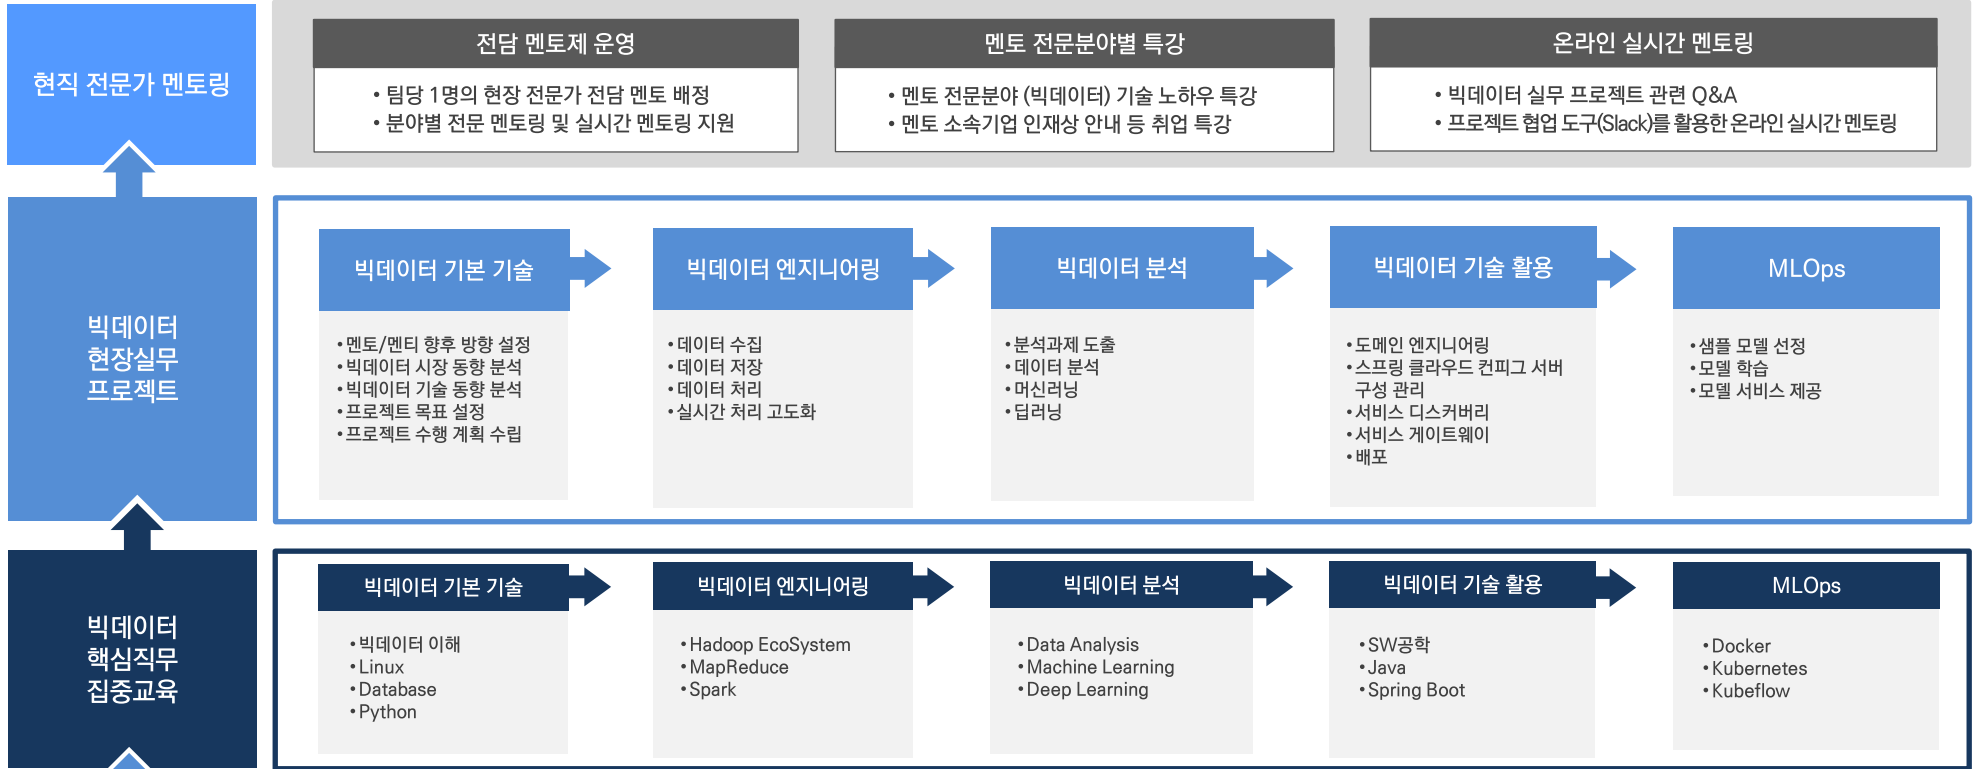 현직 전문가 멘토링
전담 멘토제 운영
• 팀당 1명의 현장 전문가 전담 멘토 배정
• 분야별 전문 멘토링 및 실시간 멘토링 지원
멘토 전문분야별 특강
• 멘토 전문분야 (빅데이터) 기술 노하우 특강
• 멘토 소속기업 인재상 안내 등 취업 특강
온라인 실시간 멘토링
• 빅데이터 실무 프로젝트 관련 Q&A
• 프로젝트 협업 도구(Slack)를 활용한 온라인 실시간 멘토링
빅데이터
현장실무
프로젝트
빅데이터 기본 기술
• 멘토/멘티 향후 방향 설정
• 빅데이터 시장 동향 분석
• 빅데이터 기술 동향 분석
• 프로젝트 목표 설정
• 프로젝트 수행 계획 수립
빅데이터 엔지니어링
• 데이터 수집
• 데이터 저장
• 데이터 처리
• 실시간 처리 고도화
빅데이터 분석
• 분석과제 도출
• 데이터 분석
• 머신러닝
• 딥러닝
빅데이터 기술 활용
• 도메인 엔지니어링
• 스프링 클라우드 컨피그 서버
구성 관리
• 서비스 디스커버리
• 서비스 게이트웨이
• 배포
MLOps
• 샘플 모델 선정
• 모델 학습
• 모델 서비스 제공
빅데이터
핵심직무
집중교육
빅데이터 기본 기술
• 빅데이터 이해
• Linux
• Database
• Python
빅데이터 엔지니어링
• Hadoop EcoSystem
• MapReduce
• Spark
빅데이터 분석
• Data Analysis
• Machine Learning
• Deep Learning
빅데이터 기술 활용
• SW공학
• Java
• Spring Boot
MLOps
• Docker
• Kubernetes
• Kubeflow